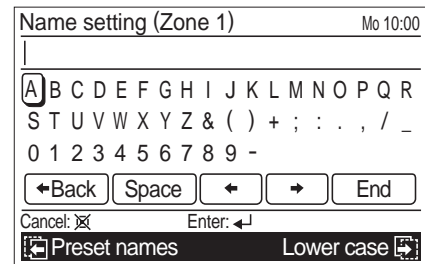 Name setting (Zone 1) Mo 10:00
A B C D E F G H I J K L M N O P Q R
S T U V W X Y Z & ( ) + ; : . , / _
0 1 2 3 4 5 6 7 8 9 -
←Back Space ← → End
Cancel: Enter: ↵
Preset names Lower case